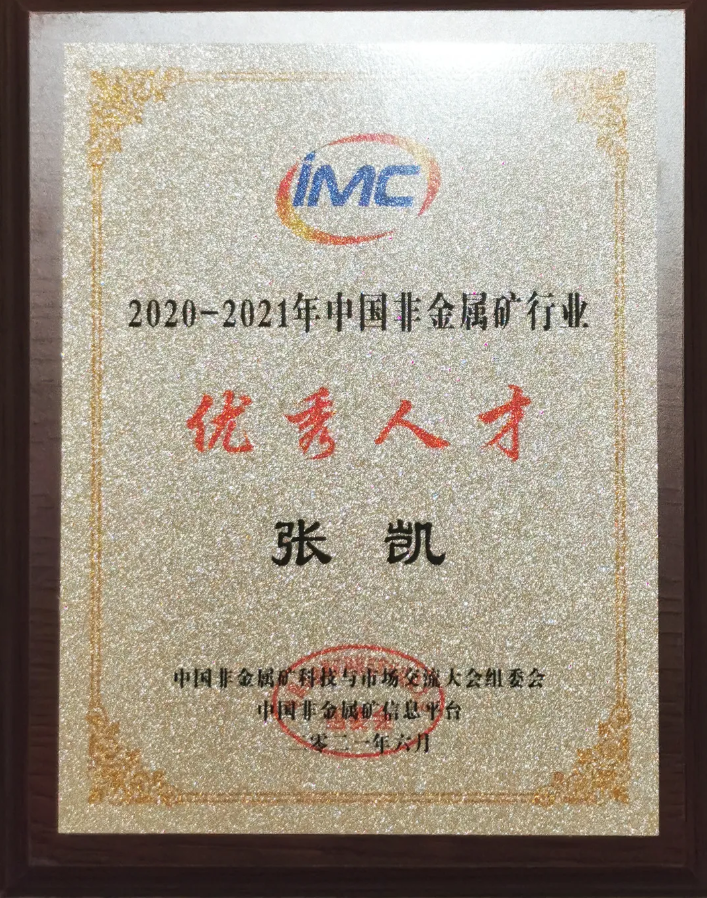 iMC
2020-2021年中国非金属矿行业
优秀人才
张 凯
中国非金属矿科技与市场交流大会组委会
中国非金属矿信息平台
二零二一年六月